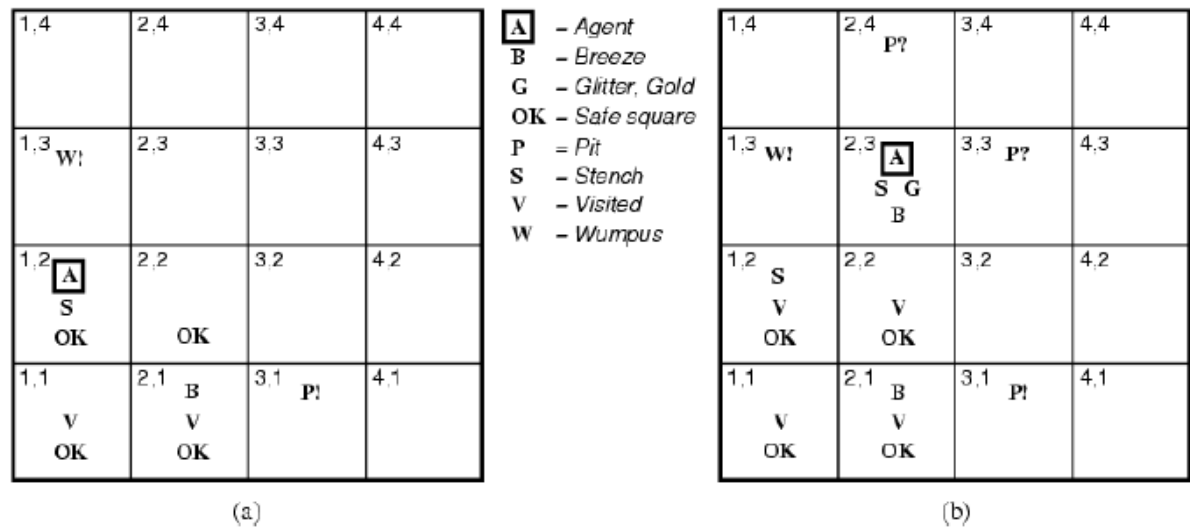 1,4 2,4 3,4 4,4
1,3 W! 2,3 3,3 4,3
1,2 A 2,2 3,2 4,2
S
OK OK
1,1 2,1 B 3,1 P! 4,1
V V
OK OK
(a)
A – Agent
B – Breeze
G – Glitter, Gold
OK – Safe square
P = Pit
S – Stench
V – Visited
W – Wumpus
1,4 2,4 P? 3,4 4,4
1,3 W! 2,3 A 3,3 P? 4,3
S G
B
1,2 S 2,2 3,2 4,2
V V
OK OK
1,1 2,1 B 3,1 P! 4,1
V V
OK OK
(b)